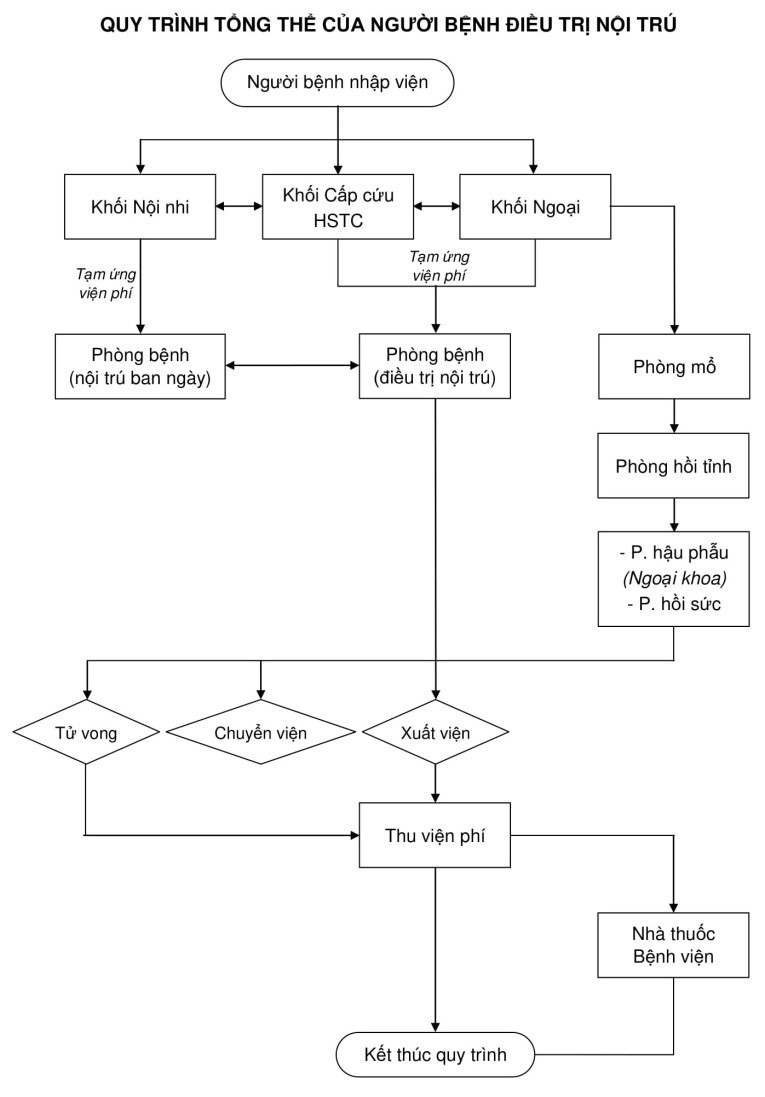 QUY TRÌNH TỔNG THỂ CỦA NGƯỜI BỆNH ĐIỀU TRỊ NỘI TRÚ
Người bệnh nhập viện
Khối Nội nhi
Khối Cấp cứu
HSTC
Khối Ngoại
Tạm ứng
viện phí
Tạm ứng
viện phí
Phòng bệnh
(nội trú ban ngày)
Phòng bệnh
(điều trị nội trú)
Phòng mổ
Phòng hồi tỉnh
- P. hậu phẫu
(Ngoại khoa)
- P. hồi sức
Tử vong
Chuyển viện
Xuất viện
Thu viện phí
Nhà thuốc
Bệnh viện
Kết thúc quy trình